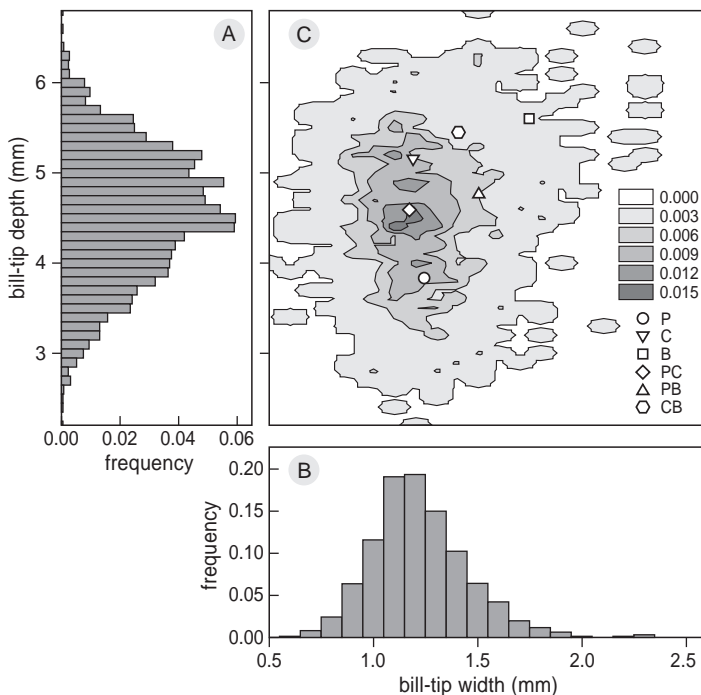 A
C
6
5
4
3
bill-tip depth (mm)
0.00 0.02 0.04 0.06
frequency
0.000
0.003
0.006
0.009
0.012
0.015
P
C
B
PC
PB
CB
B
0.20
0.15
0.10
0.05
0.00
frequency
0.5 1.0 1.5 2.0 2.5
bill-tip width (mm)